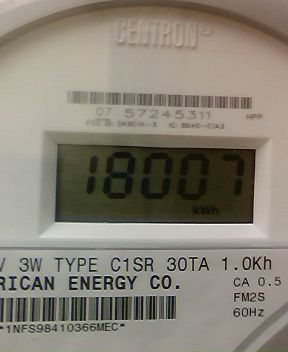 CENTRON®
07 57245311
HPP
18007
kWh
V 3W TYPE C1SR 30TA 1.0Kh
RICAN ENERGY CO.
CA 0.5
FM2S
60Hz
*1NFS98410366MEC*